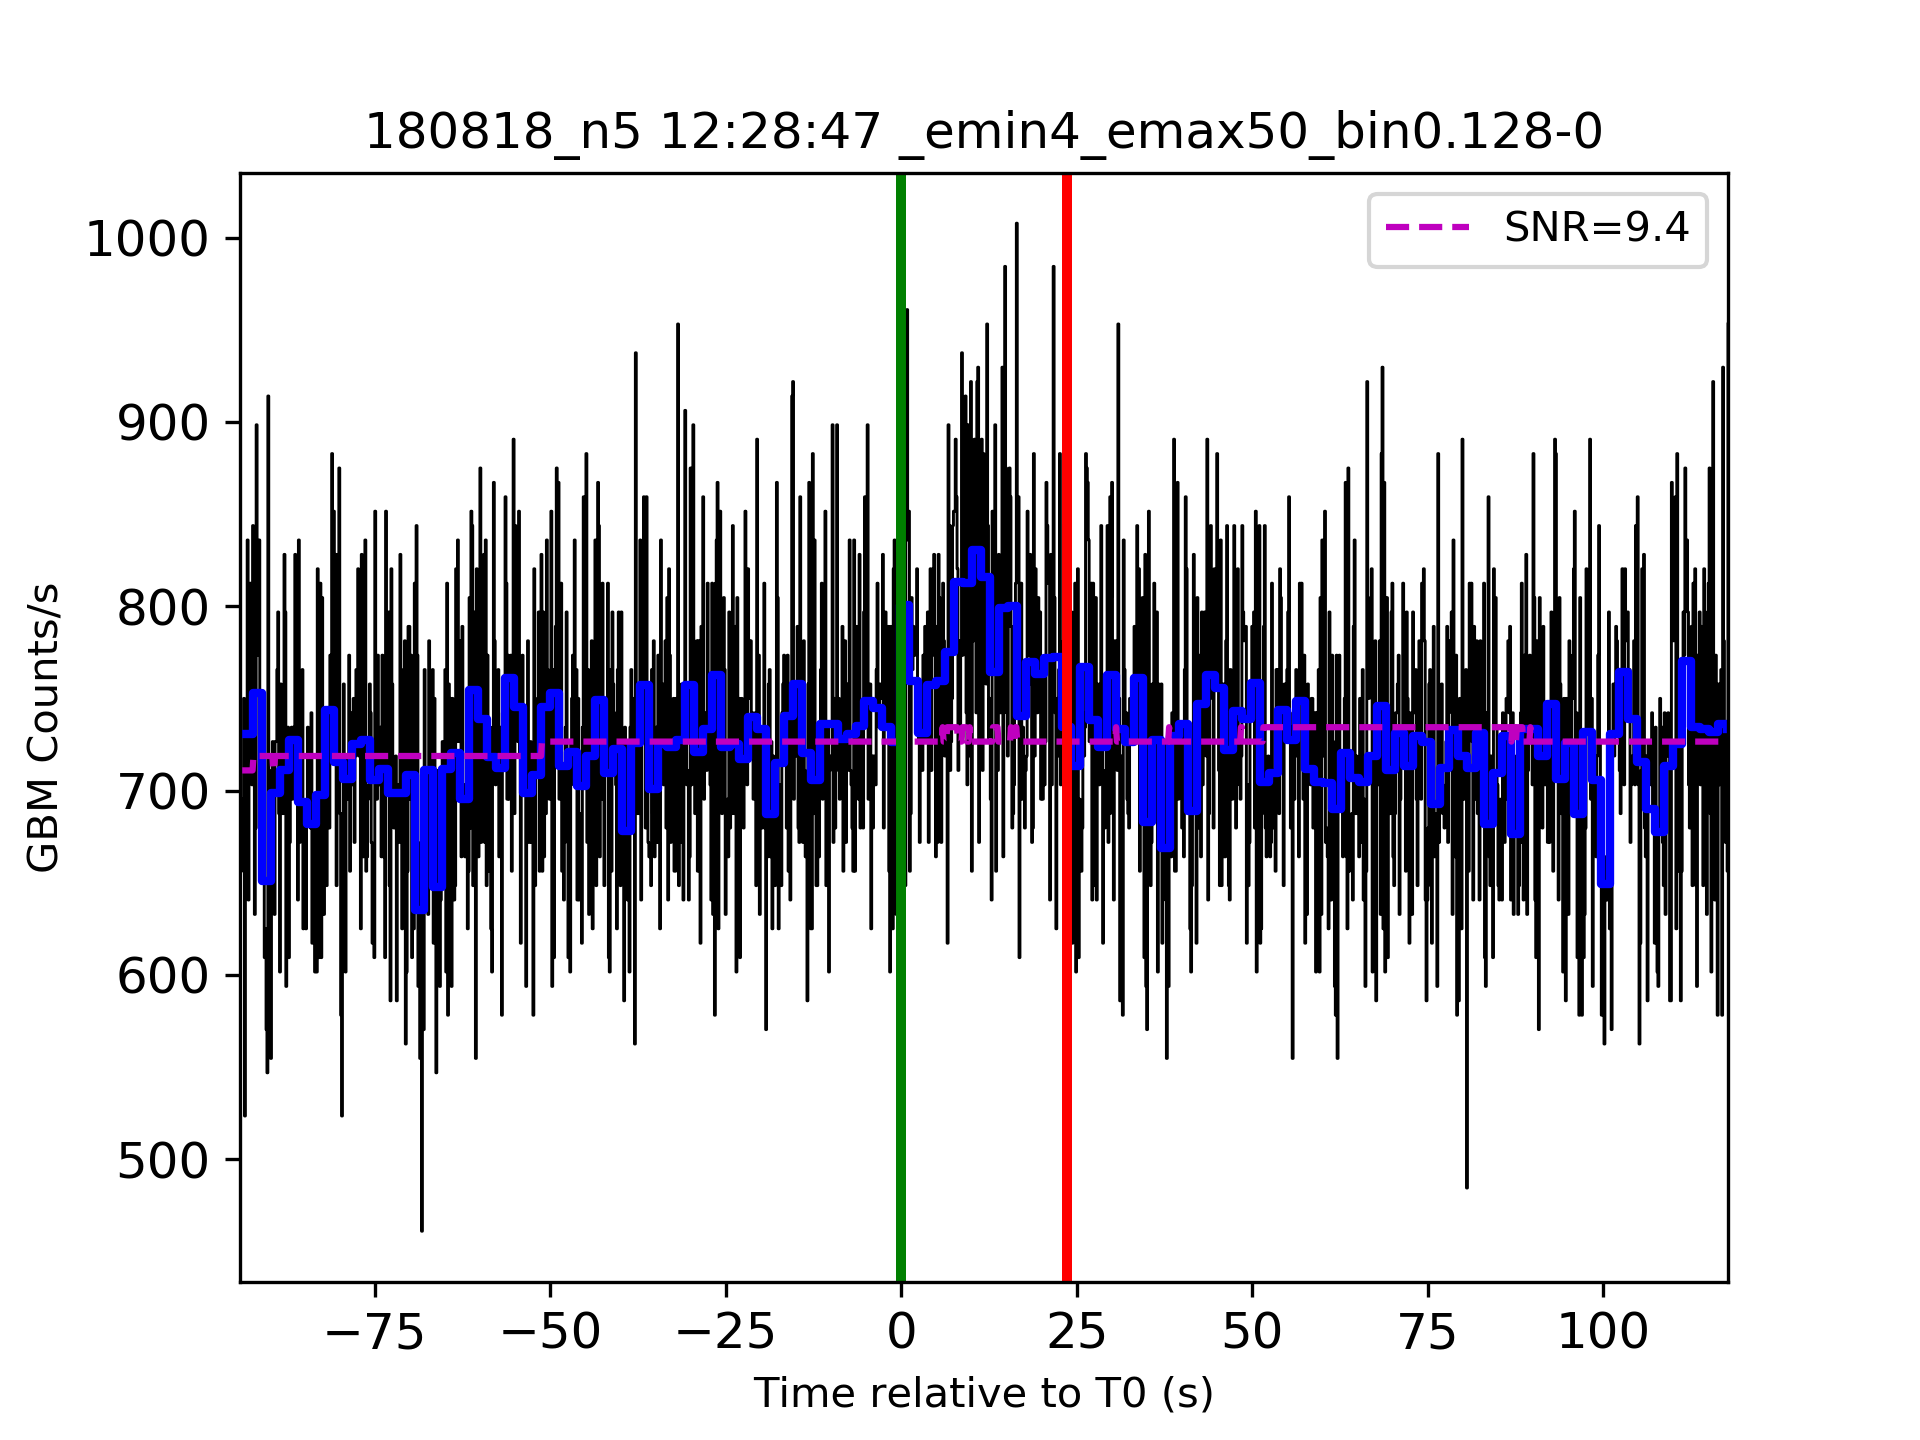 180818_n5 12:28:47 _emin4_emax50_bin0.128-0
SNR=9.4
GBM Counts/s
1000
900
800
700
600
500
−75 −50 −25 0 25 50 75 100
Time relative to T0 (s)